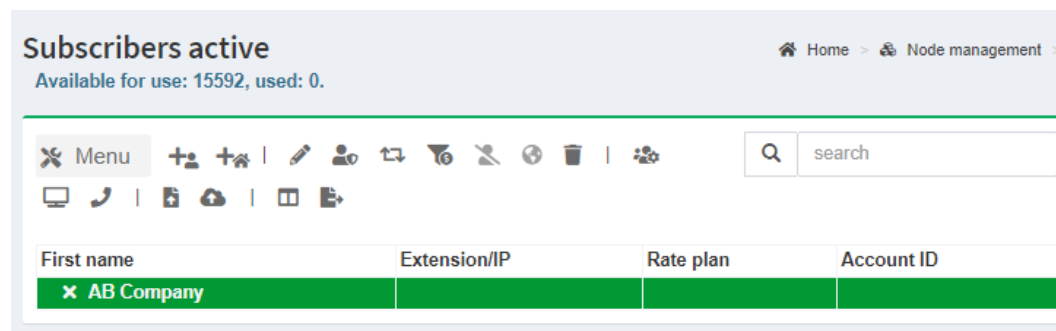 Subscribers active
Home > Node management >
Available for use: 15592, used: 0.
Menu
search
First name Extension/IP Rate plan Account ID
AB Company